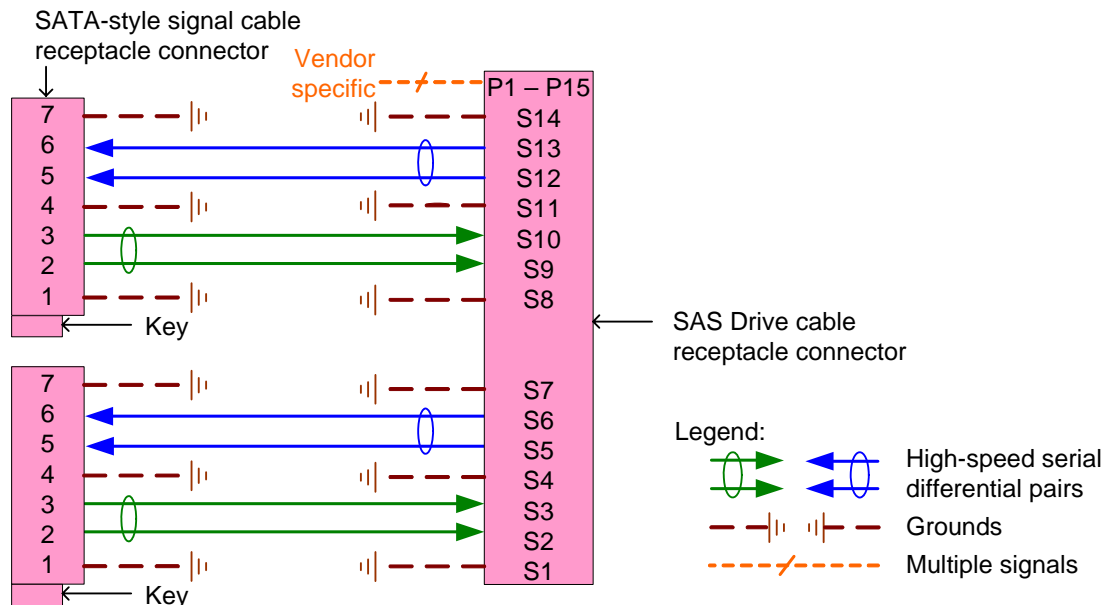 SATA-style signal cable
receptacle connector
Vendor
specific
7
6
5
4
3
2
1
Key
7
6
5
4
3
2
1
Key
P1 – P15
S14
S13
S12
S11
S10
S9
S8
S7
S6
S5
S4
S3
S2
S1
SAS Drive cable
receptacle connector
Legend:
High-speed serial
differential pairs
Grounds
Multiple signals